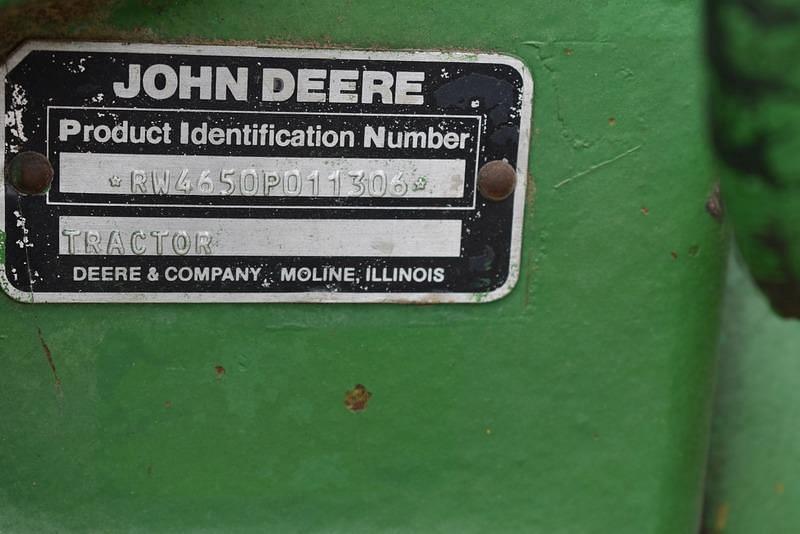 JOHN DEERE
Product Identification Number
*RW4650P011306*
TRACTOR
DEERE & COMPANY MOLINE, ILLINOIS